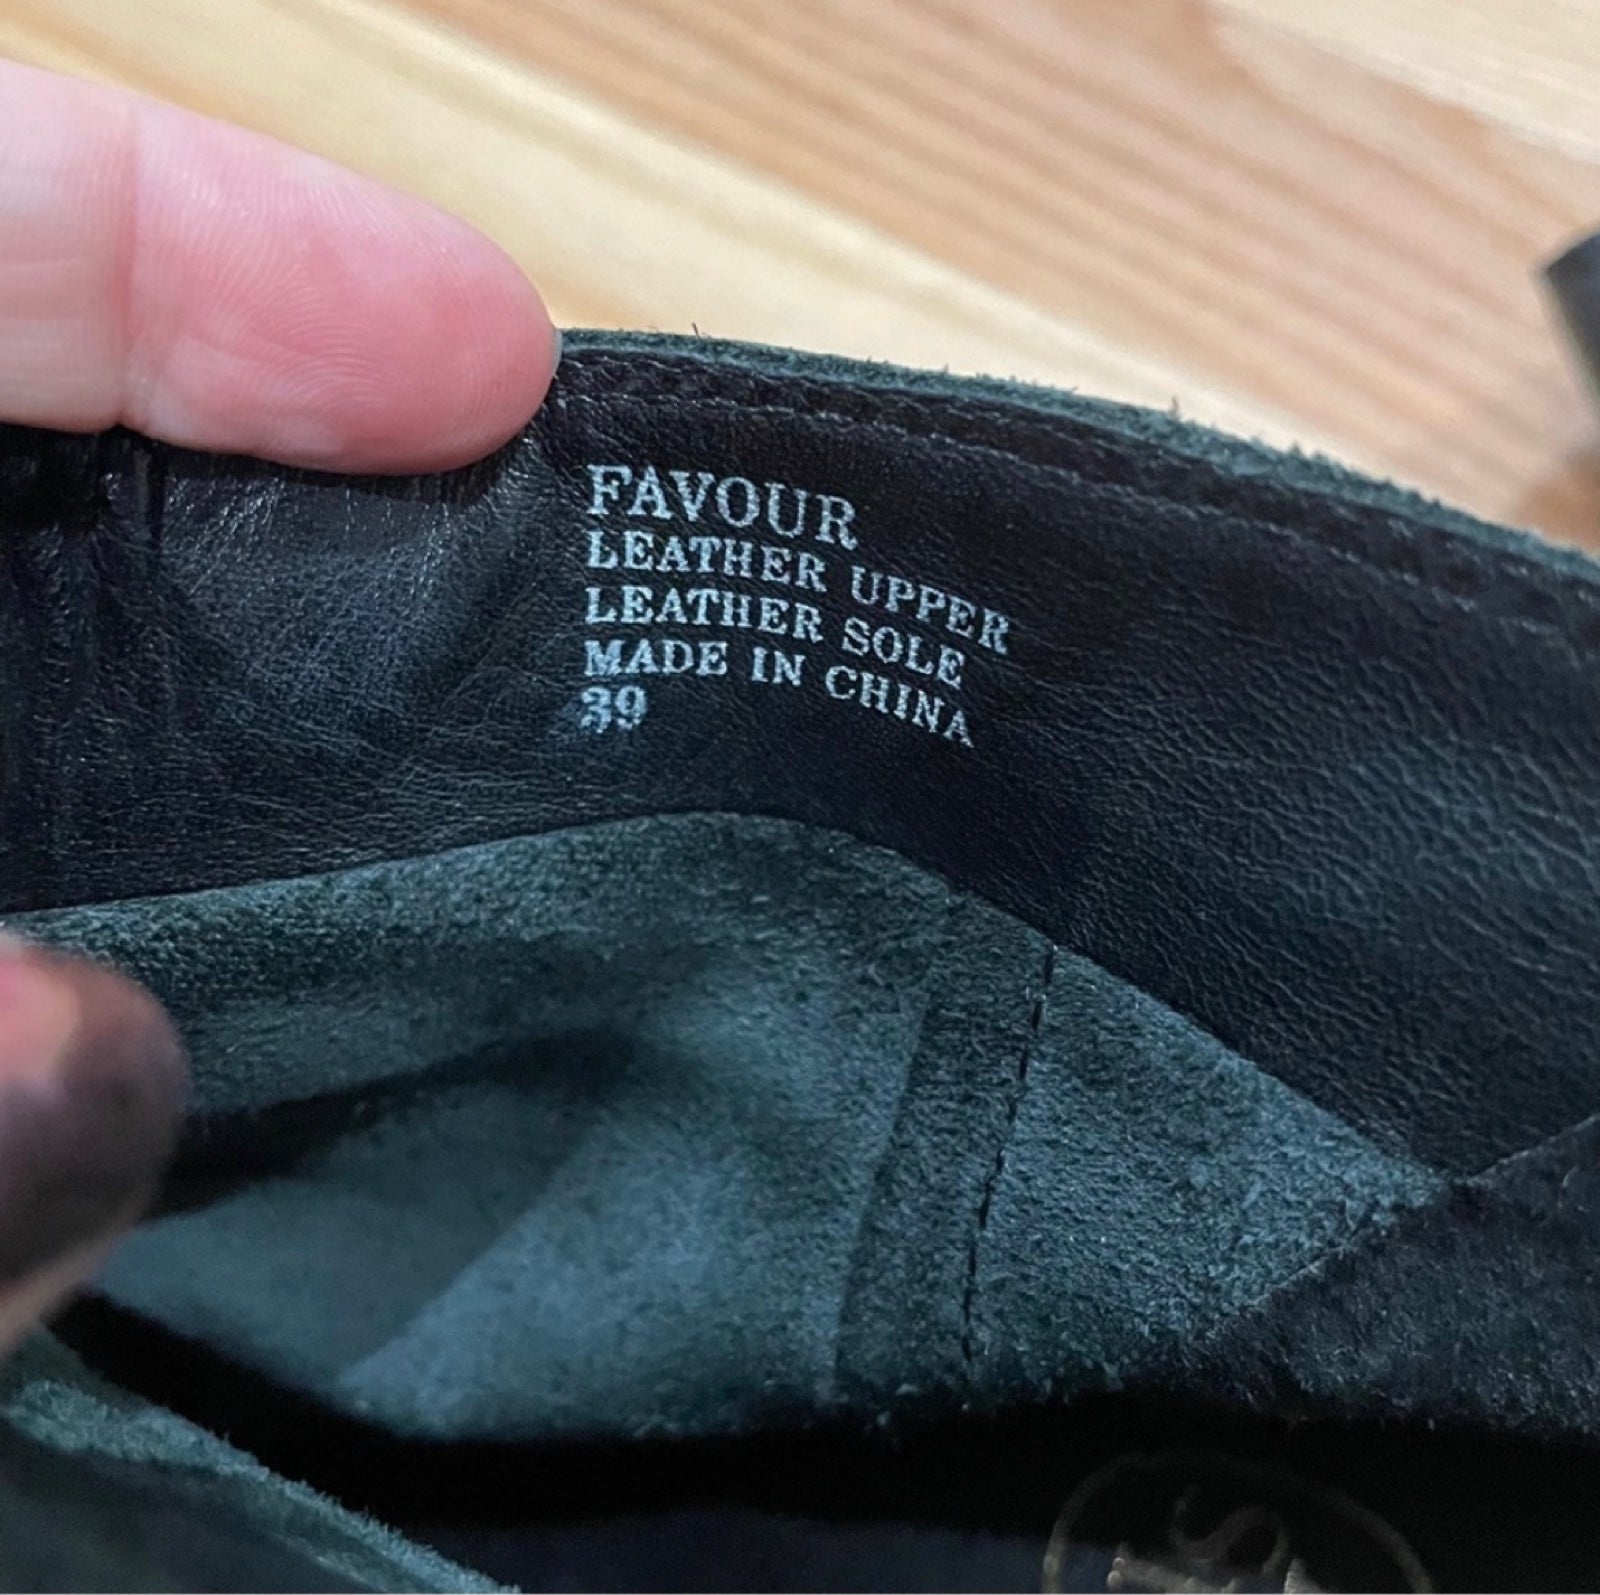 FAVOUR
LEATHER UPPER
LEATHER SOLE
MADE IN CHINA
39